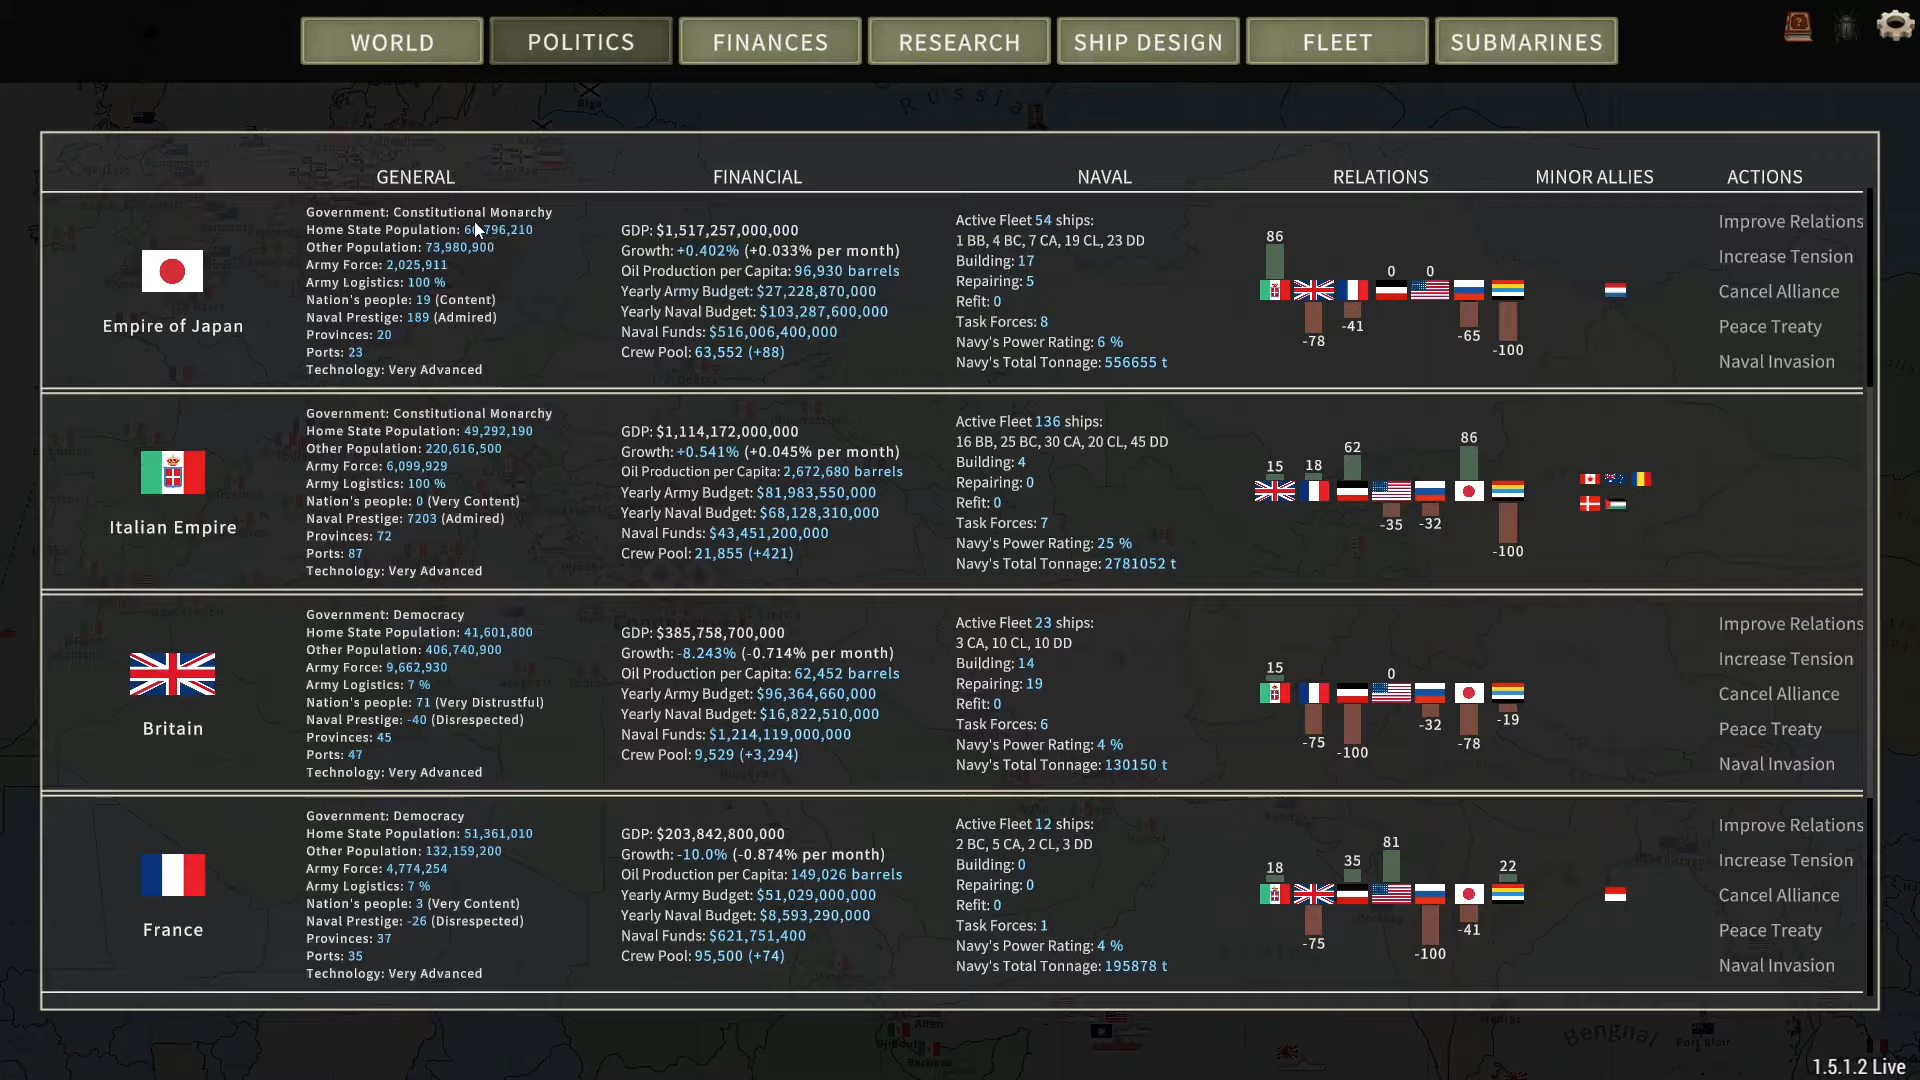 WORLD
POLITICS
FINANCES
RESEARCH
SHIP DESIGN
FLEET
SUBMARINES
Russia
Riga
GENERAL
FINANCIAL
NAVAL
RELATIONS
MINOR ALLIES
ACTIONS
Empire of Japan
Government: Constitutional Monarchy
Home State Population: 796,210
Other Population: 73,980,900
Army Force: 2,025,911
Army Logistics: 100 %
Nation's people: 19 (Content)
Naval Prestige: 189 (Admired)
Provinces: 20
Ports: 23
Technology: Very Advanced
GDP: $1,517,257,000,000
Growth: +0.402% (+0.033% per month)
Oil Production per Capita: 96,930 barrels
Yearly Army Budget: $27,228,870,000
Yearly Naval Budget: $103,287,600,000
Naval Funds: $516,006,400,000
Crew Pool: 63,552 (+88)
Active Fleet 54 ships:
1 BB, 4 BC, 7 CA, 19 CL, 23 DD
Building: 17
Repairing: 5
Refit: 0
Task Forces: 8
Navy's Power Rating: 6 %
Navy's Total Tonnage: 556655 t
86
-78
-41
0
0
-65
-100
Improve Relations
Increase Tension
Cancel Alliance
Peace Treaty
Naval Invasion
Italian Empire
Government: Constitutional Monarchy
Home State Population: 49,292,190
Other Population: 220,616,500
Army Force: 6,099,929
Army Logistics: 100 %
Nation's people: 0 (Very Content)
Naval Prestige: 7203 (Admired)
Provinces: 72
Ports: 87
Technology: Very Advanced
GDP: $1,114,172,000,000
Growth: +0.541% (+0.045% per month)
Oil Production per Capita: 2,672,680 barrels
Yearly Army Budget: $81,983,550,000
Yearly Naval Budget: $68,128,310,000
Naval Funds: $43,451,200,000
Crew Pool: 21,855 (+421)
Active Fleet 136 ships:
16 BB, 25 BC, 30 CA, 20 CL, 45 DD
Building: 4
Repairing: 0
Refit: 0
Task Forces: 7
Navy's Power Rating: 25 %
Navy's Total Tonnage: 2781052 t
15
18
62
-35
-32
86
-100
Britain
Government: Democracy
Home State Population: 41,601,800
Other Population: 406,740,900
Army Force: 9,662,930
Army Logistics: 7 %
Nation's people: 71 (Very Distrustful)
Naval Prestige: -40 (Disrespected)
Provinces: 45
Ports: 47
Technology: Very Advanced
GDP: $385,758,700,000
Growth: -8.243% (-0.714% per month)
Oil Production per Capita: 62,452 barrels
Yearly Army Budget: $96,364,660,000
Yearly Naval Budget: $16,822,510,000
Naval Funds: $1,214,119,000,000
Crew Pool: 9,529 (+3,294)
Active Fleet 23 ships:
3 CA, 10 CL, 10 DD
Building: 14
Repairing: 19
Refit: 0
Task Forces: 6
Navy's Power Rating: 4 %
Navy's Total Tonnage: 130150 t
15
-75
-100
0
-32
-78
-19
Improve Relations
Increase Tension
Cancel Alliance
Peace Treaty
Naval Invasion
France
Government: Democracy
Home State Population: 51,361,010
Other Population: 132,159,200
Army Force: 4,774,254
Army Logistics: 7 %
Nation's people: 3 (Very Content)
Naval Prestige: -26 (Disrespected)
Provinces: 37
Ports: 35
Technology: Very Advanced
GDP: $203,842,800,000
Growth: -10.0% (-0.874% per month)
Oil Production per Capita: 149,026 barrels
Yearly Army Budget: $51,029,000,000
Yearly Naval Budget: $8,593,290,000
Naval Funds: $621,751,400
Crew Pool: 95,500 (+74)
Active Fleet 12 ships:
2 BC, 5 CA, 2 CL, 3 DD
Building: 0
Repairing: 0
Refit: 0
Task Forces: 1
Navy's Power Rating: 4 %
Navy's Total Tonnage: 195878 t
18
-75
35
81
-100
-41
22
Improve Relations
Increase Tension
Cancel Alliance
Peace Treaty
Naval Invasion
Aden
Berbera
Benghal
Port Blair
1.5.1.2 Live